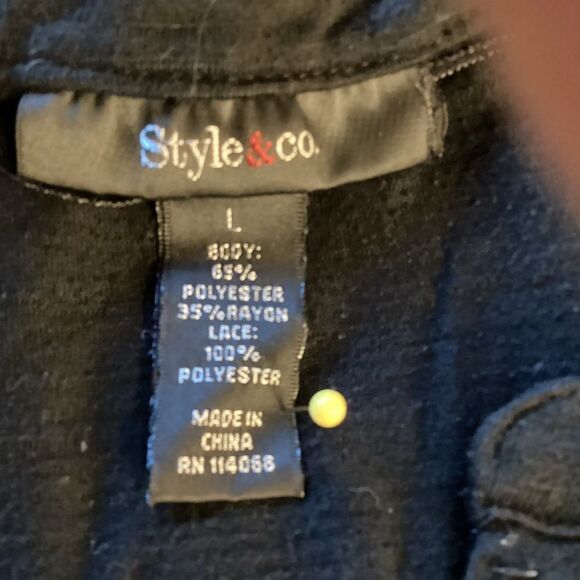 Style&co.
L
BODY:
65%
POLYESTER
35% RAYON
LACE:
100%
POLYESTER
MADE IN
CHINA
RN 114066